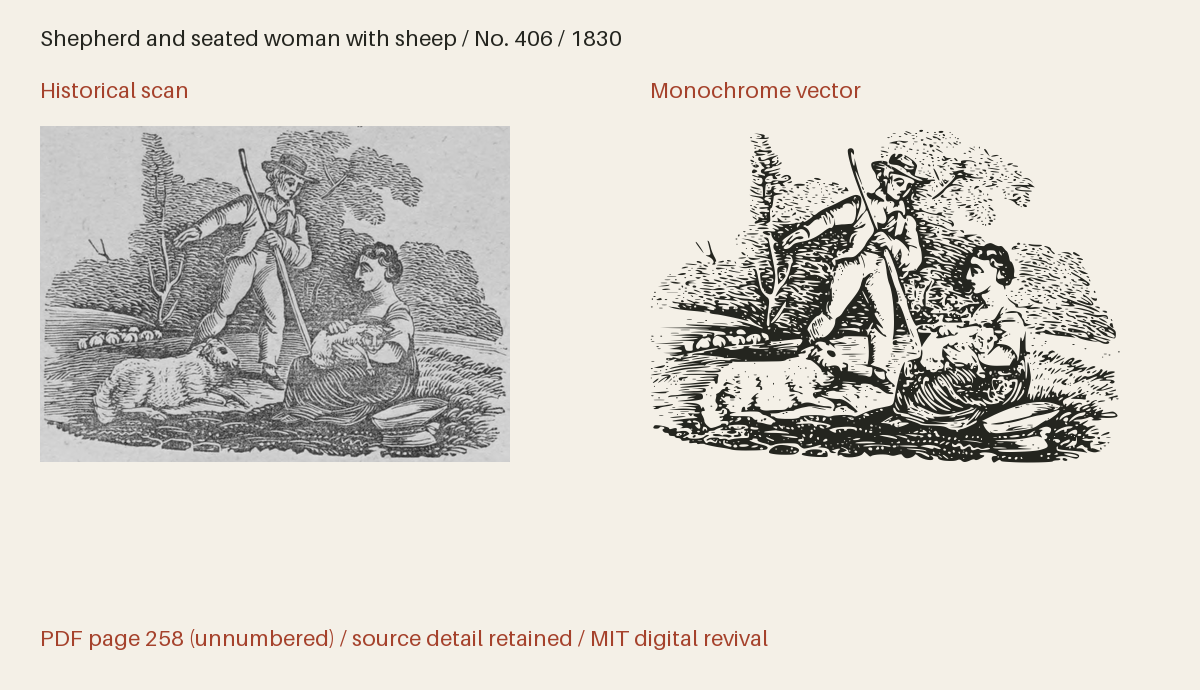 Shepherd and seated woman with sheep / No. 406 / 1830
Historical scan
Monochrome vector
PDF page 258 (unnumbered) / source detail retained / MIT digital revival